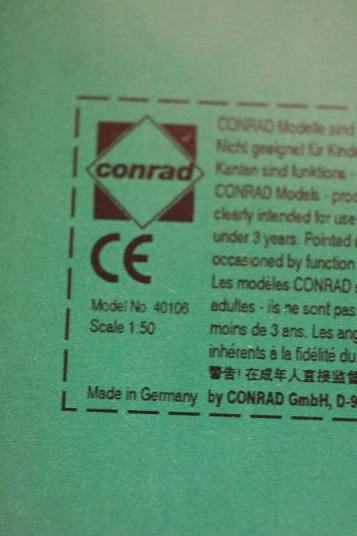 conrad
CE
Model No 40106
Scale 1:50
Made in Germany
CONRAD Modelle sind
Nicht geeignet für Kinde
Kanten sind funktions -
CONRAD Models - prod
clearly intended for use
under 3 years. Pointed
occasioned by function
Les modèles CONRAD
adultes - ils ne sont pas
moins de 3 ans. Les ang
inhérents à la fidélité du
警告! 在成年人直接监督
by CONRAD GmbH, D-9